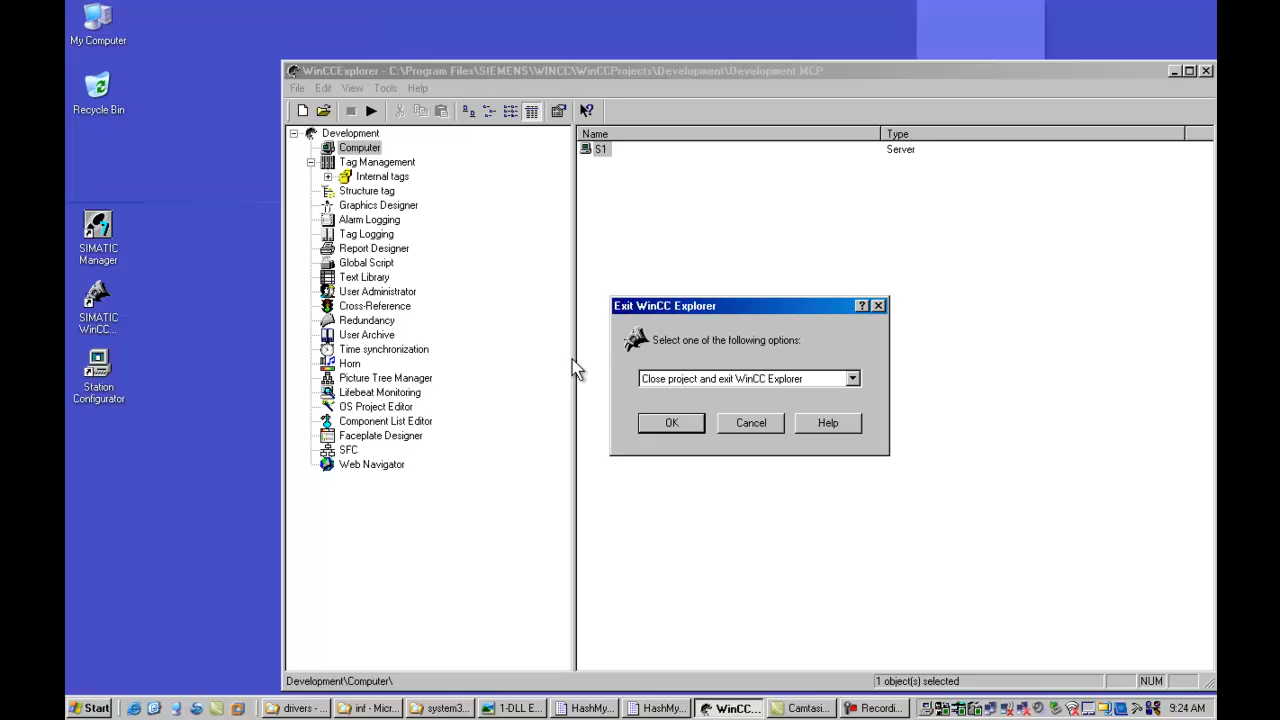 My Computer
Recycle Bin
SIMATIC
Manager
SIMATIC
WinCC...
Station
Configurator
WinCCExplorer - C:\Program Files\SIEMENS\WINCC\WinCCProjects\Development\Development.MCP
File Edit View Tools Help
Development
Computer
Tag Management
Internal tags
Structure tag
Graphics Designer
Alarm Logging
Tag Logging
Report Designer
Global Script
Text Library
User Administrator
Cross-Reference
Redundancy
User Archive
Time synchronization
Horn
Picture Tree Manager
Lifebeat Monitoring
OS Project Editor
Component List Editor
Faceplate Designer
SFC
Web Navigator
Name Type
S1 Server
Exit WinCC Explorer
Select one of the following options:
Close project and exit WinCC Explorer
OK Cancel Help
Development\Computer\ 1 object(s) selected NUM
Start drivers - ... int - Micr... system3... 1-DLL E... HashMy... HashMy... WinCC... Camtasi... Recordi... 9:24 AM